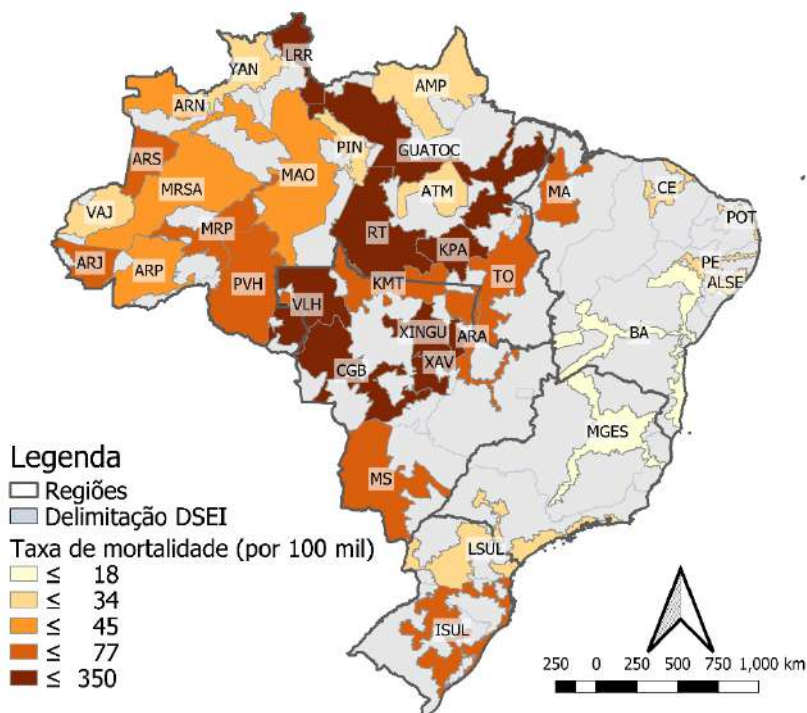 LRR
YAN
AMP
ARN
PIN
GUATOC
ARS
MAO
ATM
MA
CE
MRSA
VAJ
POT
MRP
RT
KPA
PE
ARJ
ARP
PVH
KMT
TO
ALSE
VLH
XINGU
ARA
BA
XAV
CGB
MGES
MS
LSUL
ISUL
Legenda
Regiões
Delimitação DSEI
Taxa de mortalidade (por 100 mil)
≤ 18
≤ 34
≤ 45
≤ 77
≤ 350
250 0 250 500 750 1,000 km